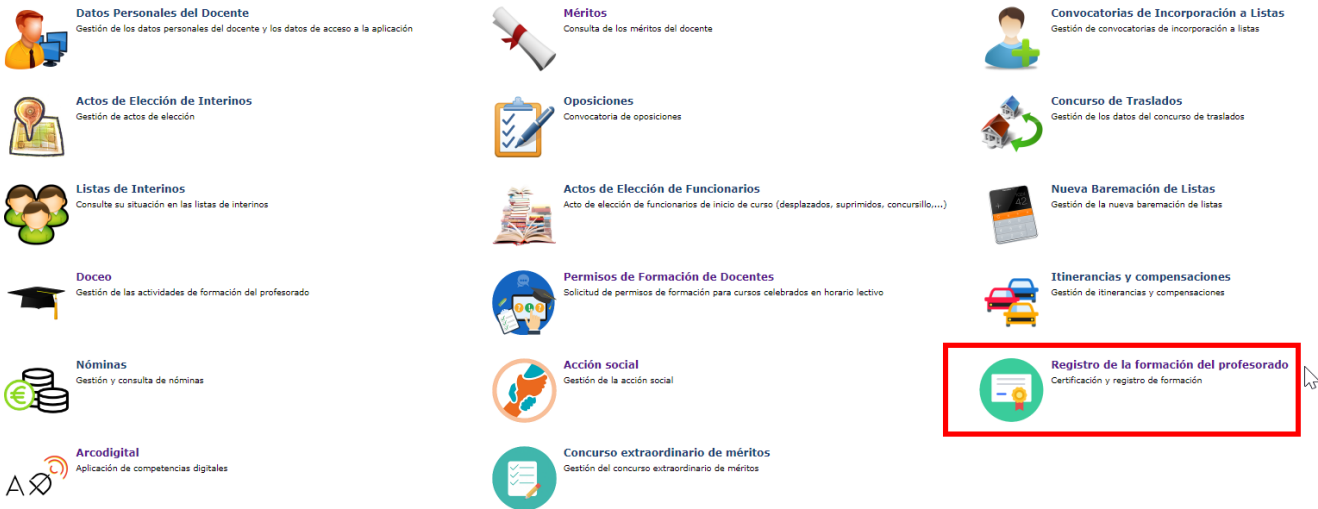 Datos Personales del Docente
Gestión de los datos personales del docente y los datos de acceso a la aplicación
Méritos
Consulta de los méritos del docente
Convocatorias de Incorporación a Listas
Gestión de convocatorias de incorporación a listas
Actos de Elección de Interinos
Gestión de actos de elección
Oposiciones
Convocatoria de oposiciones
Concurso de Traslados
Gestión de los datos del concurso de traslados
Listas de Interinos
Consulte su situación en las listas de interinos
Actos de Elección de Funcionarios
Acto de elección de funcionarios de inicio de curso (desplazados, suprimidos, concursillo,...)
Nueva Baremación de Listas
Gestión de la nueva baremación de listas
42
Doceo
Gestión de las actividades de formación del profesorado
Permisos de Formación de Docentes
Solicitud de permisos de formación para cursos celebrados en horario lectivo
Itinerancias y compensaciones
Gestión de itinerancias y compensaciones
Nóminas
Gestión y consulta de nóminas
€
Acción social
Gestión de la acción social
Registro de la formación del profesorado
Certificación y registro de formación
Arcodigital
Aplicación de competencias digitales
Concurso extraordinario de méritos
Gestión del concurso extraordinario de méritos